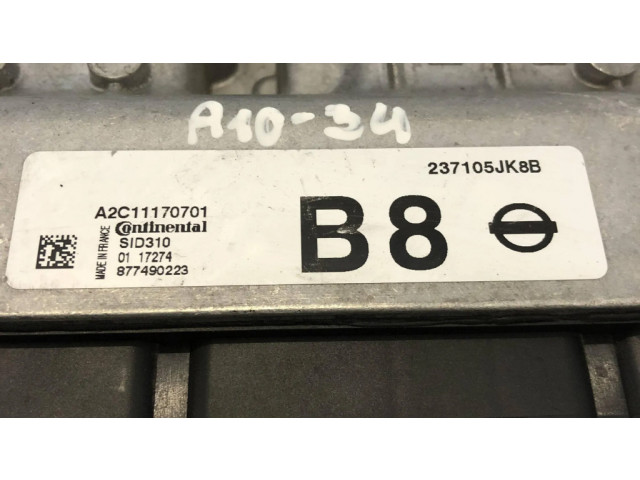 A10-34
237105JK8B
A2C11170701
Continental
SID310
01 17274
877490223
MADE IN FRANCE
B8